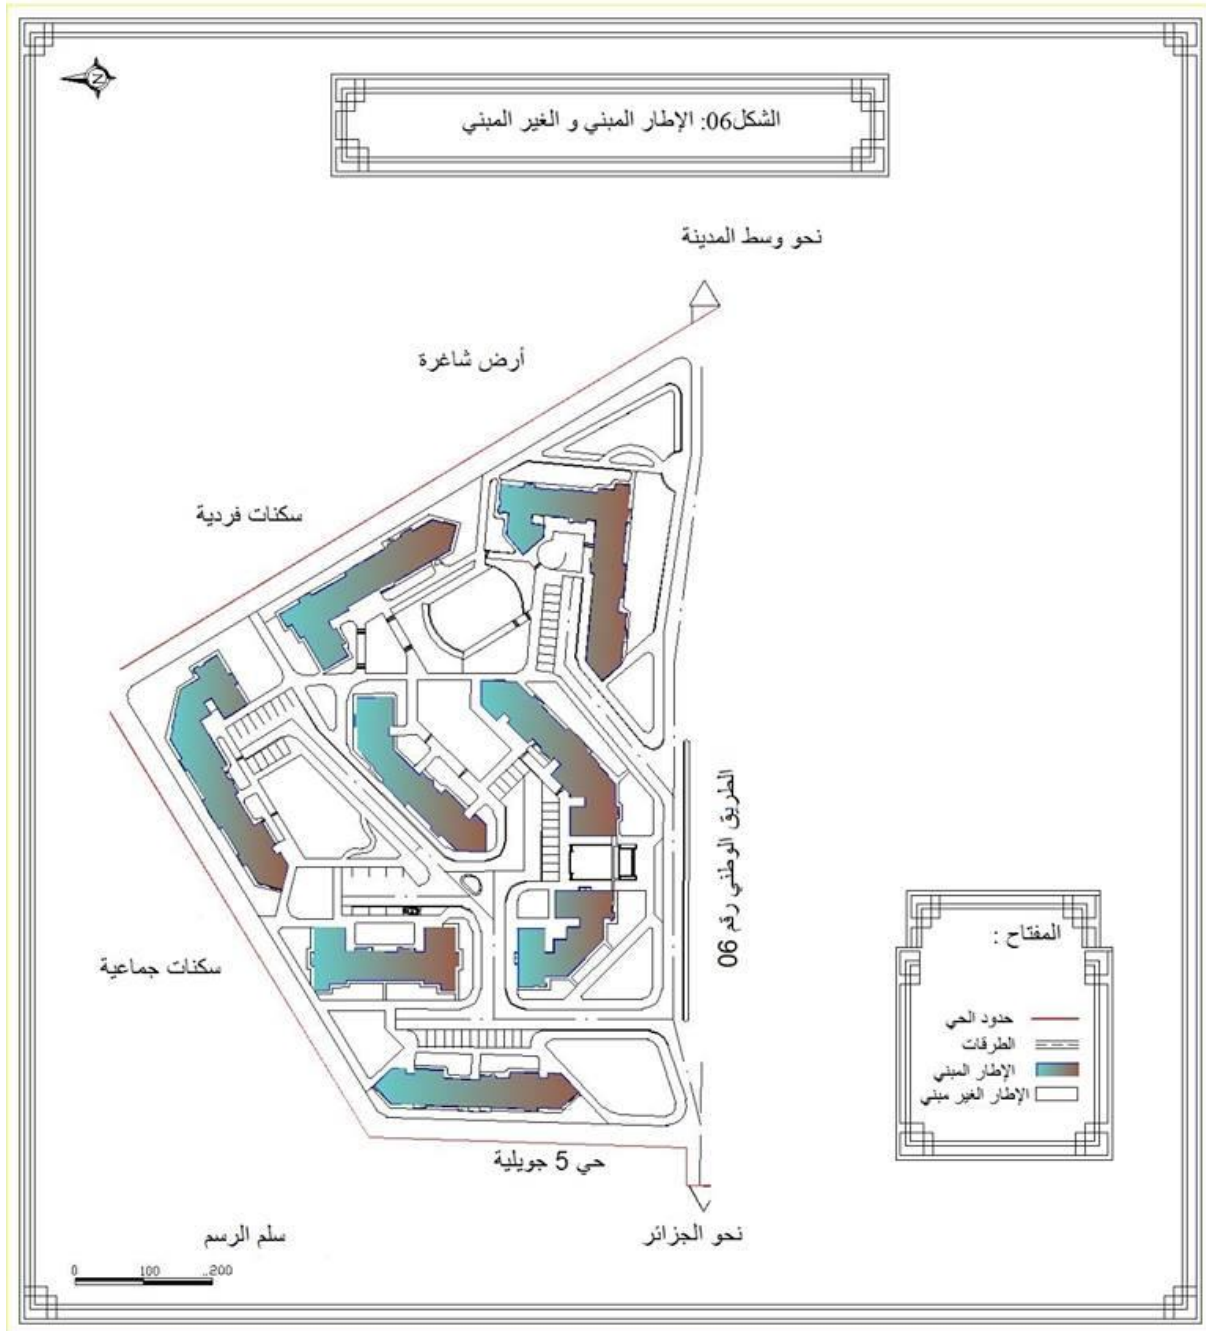 N
الشكل06: الإطار المبني و الغير المبني
نحو وسط المدينة
أرض شاغرة
سكنات فردية
الطريق الوطني رقم 06
سكنات جماعية
المفتاح :
حدود الحي
الطرقات
الإطار المبني
الإطار الغير مبني
حي 5 جويلية
نحو الجزائر
سلم الرسم
0 100 ..200